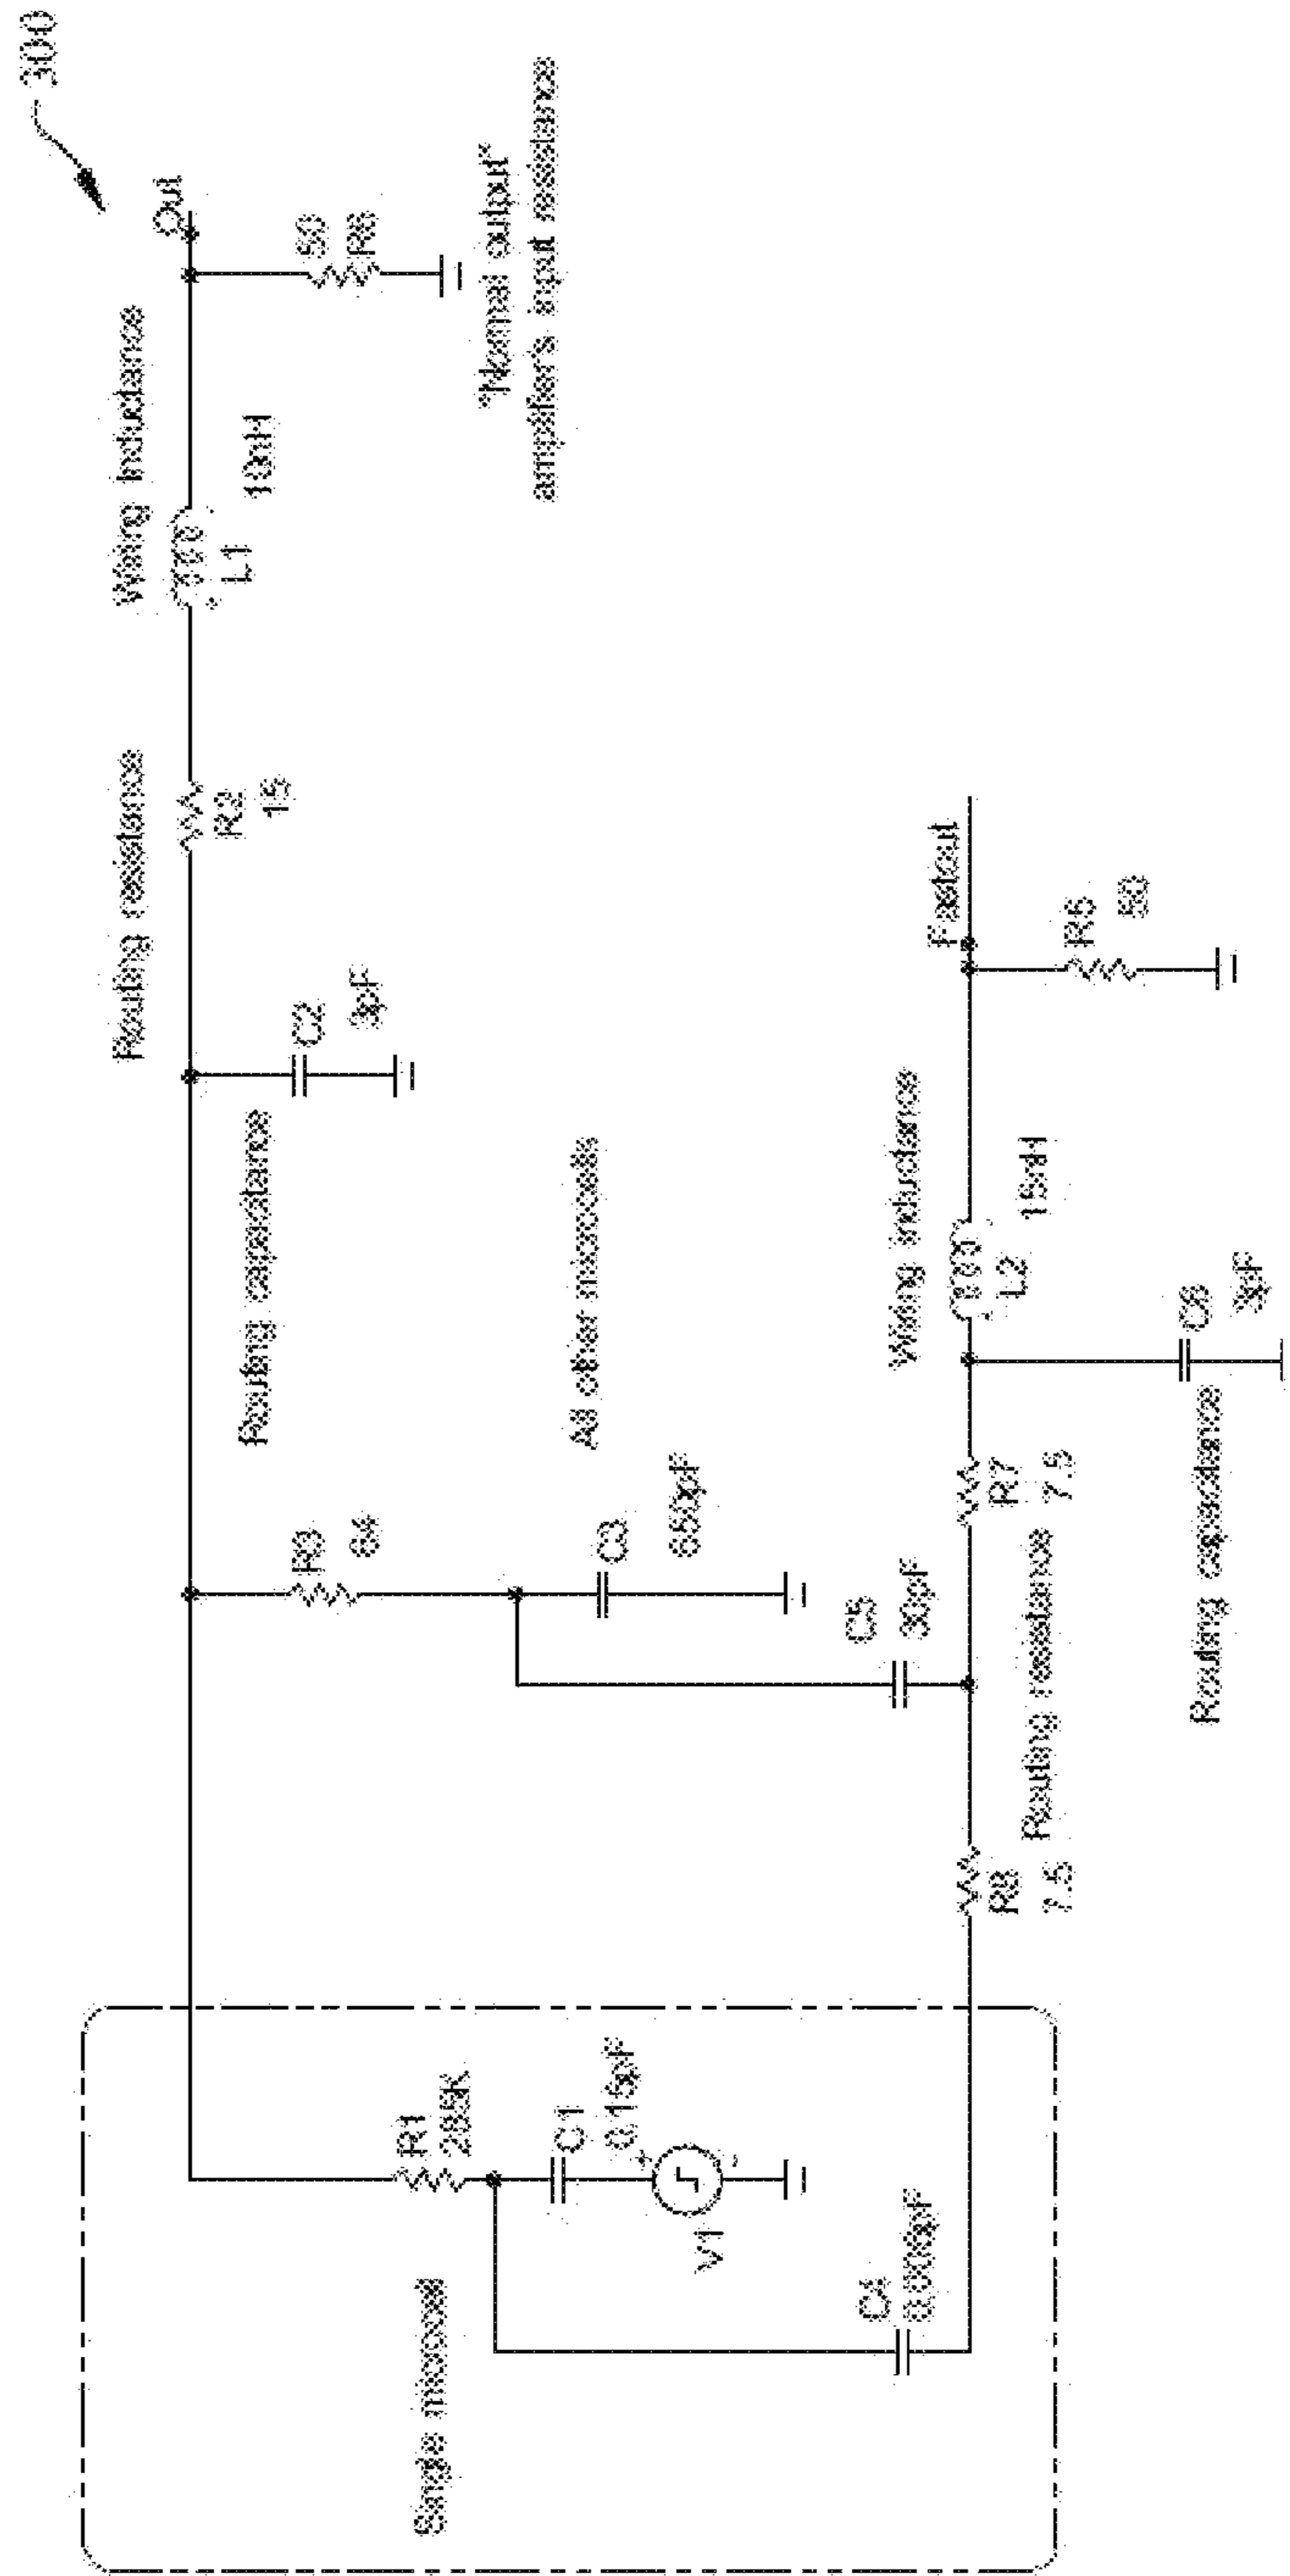 300
Out
Wiring inductance
10nH
L1
50
R6
"Normal output"
amplifier's input resistance
Routing resistance
R2
15
C2
3pF
Routing capacitance
R3
64
All other microcells
C3
650pF
C5
30pF
Fastout
R5
50
Wiring inductance
15nH
L2
R7
7.5
Routing resistance
R8
7.5
3pF
Routing capacitance
Single microcell
R1
285K
C1
0.15pF
+
-
V1
C4